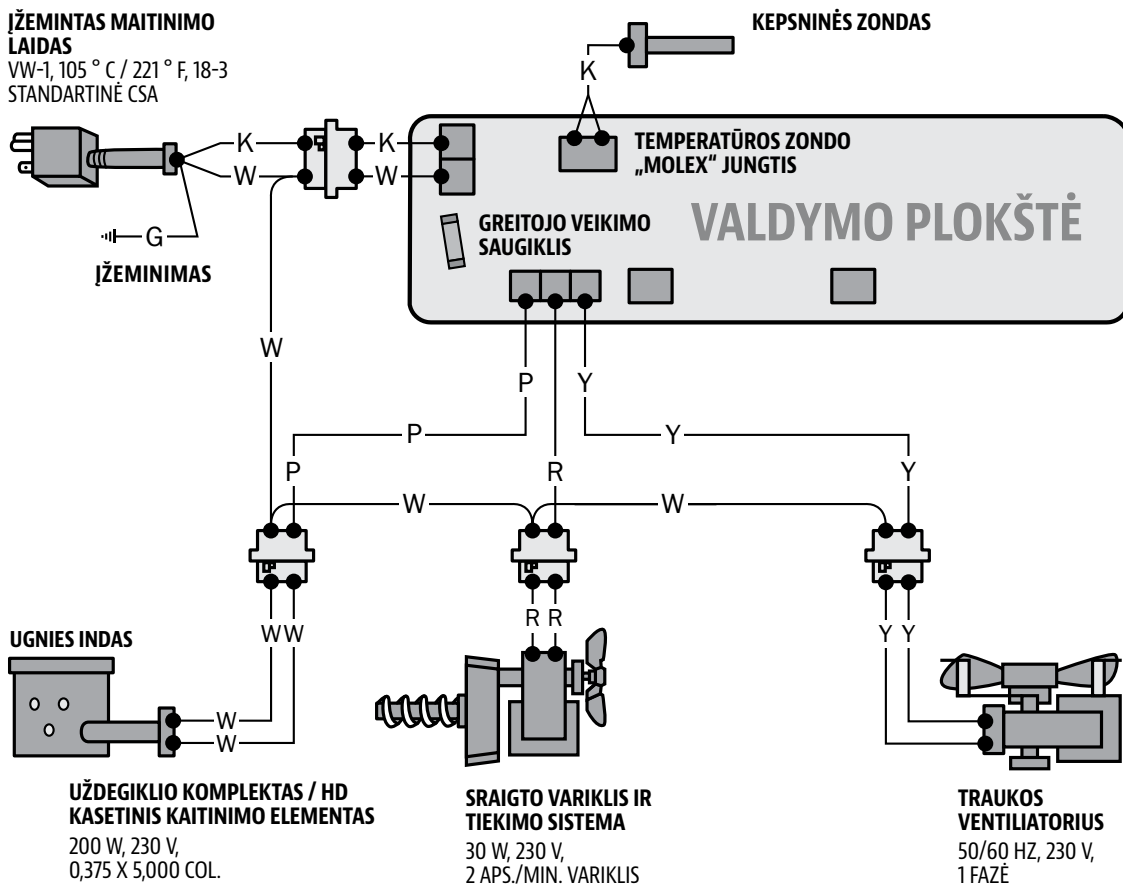 ĮŽEMINTAS MAITINIMO
LAIDAS
VW-1, 105 ° C / 221 ° F, 18-3
STANDARTINĖ CSA
KEPSNINĖS ZONDAS
K
K
K
W
W
TEMPERATŪROS ZONDO
„MOLEX“ JUNGTIS
VALDYMO PLOKŠTĖ
GREITOJO VEIKIMO
SAUGIKLIS
G
ĮŽEMINIMAS
W
P
Y
P
Y
P
R
Y
W
W
R R
W W
Y Y
UGNIES INDAS
W
W
UŽDEGIKLIO KOMPLEKTAS / HD
KASETINIS KAITINIMO ELEMENTAS
200 W, 230 V,
0,375 X 5,000 COL.
SRAIGTO VARIKLIS IR
TIEKIMO SISTEMA
30 W, 230 V,
2 APS./MIN. VARIKLIS
TRAUKOS
VENTILIATORIUS
50/60 HZ, 230 V,
1 FAZĖ